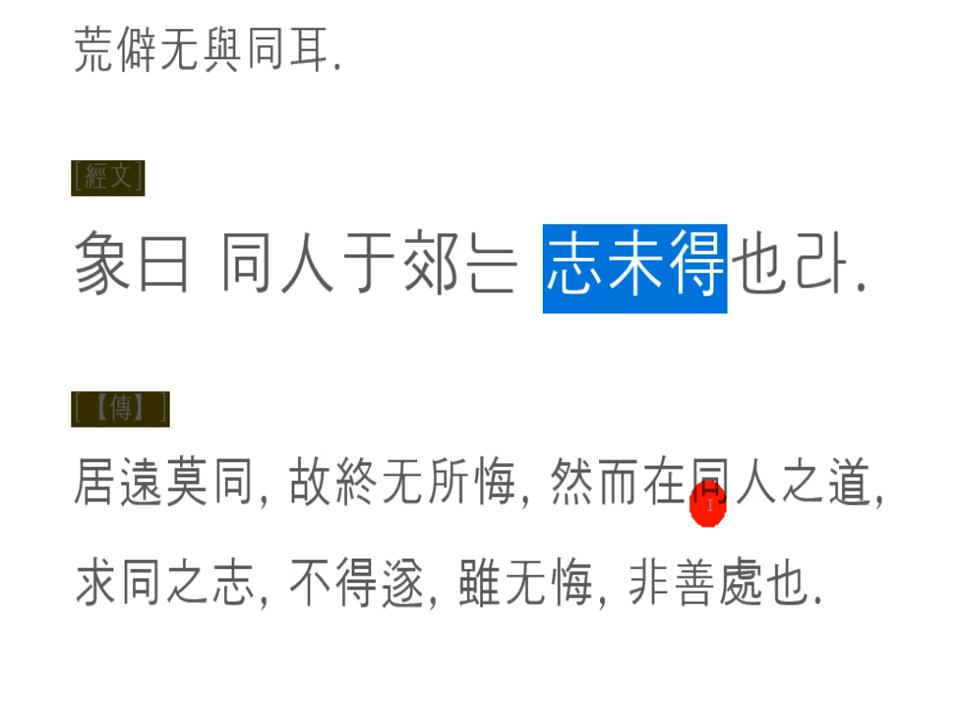 荒僻无與同耳.
[經文]
象曰 同人于郊는 志未得也라.
[【傳】]
居遠莫同, 故終无所悔, 然而在同人之道,
求同之志, 不得遂, 雖无悔, 非善處也.